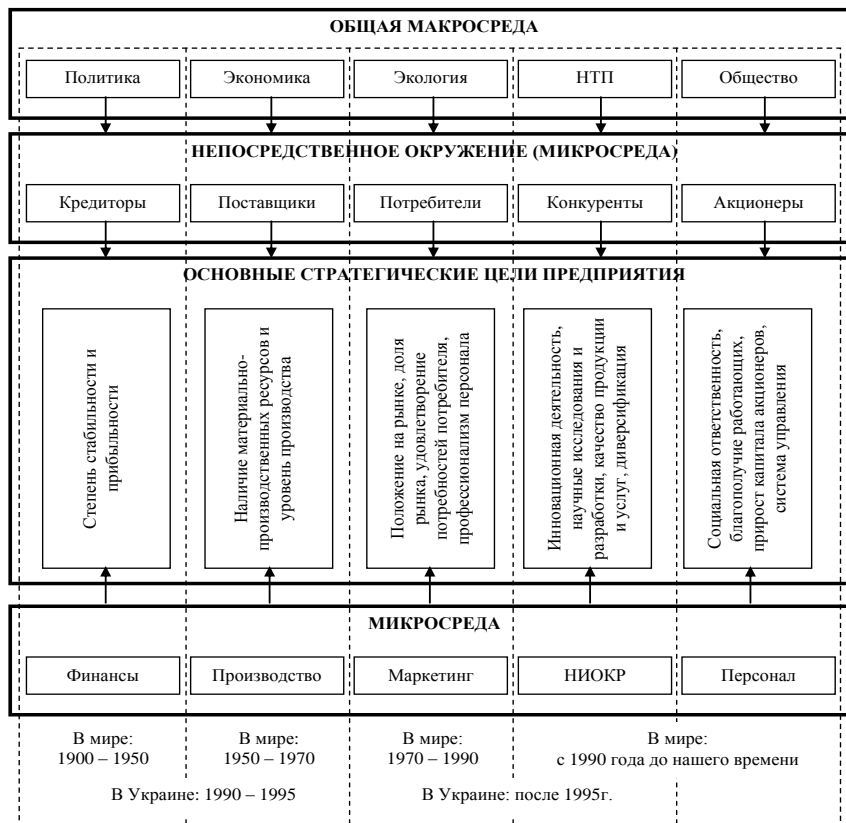 ОБЩАЯ МАКРОСРЕДА
Политика
Экономика
Экология
НТП
Общество
НЕПОСРЕДСТВЕННОЕ ОКРУЖЕНИЕ (МИКРОСРЕДА)
Кредиторы
Поставщики
Потребители
Конкуренты
Акционеры
ОСНОВНЫЕ СТРАТЕГИЧЕСКИЕ ЦЕЛИ ПРЕДПРИЯТИЯ
Степень стабильности и
прибыльности
Наличие материально-
производственных ресурсов и
уровень производства
Положение на рынке, доля
рынка, удовлетворение
потребностей потребителя,
профессионализм персонала
Инновационная деятельность,
научные исследования и
разработки, качество продукции
и услуг, диверсификация
Социальная ответственность,
благополучие работающих,
прирост капитала акционеров,
система управления
МИКРОСРЕДА
Финансы
Производство
Маркетинг
НИОКР
Персонал
В мире:
1900 – 1950
В мире:
1950 – 1970
В мире:
1970 – 1990
В мире:
с 1990 года до нашего времени
В Украине: 1990 – 1995
В Украине: после 1995г.